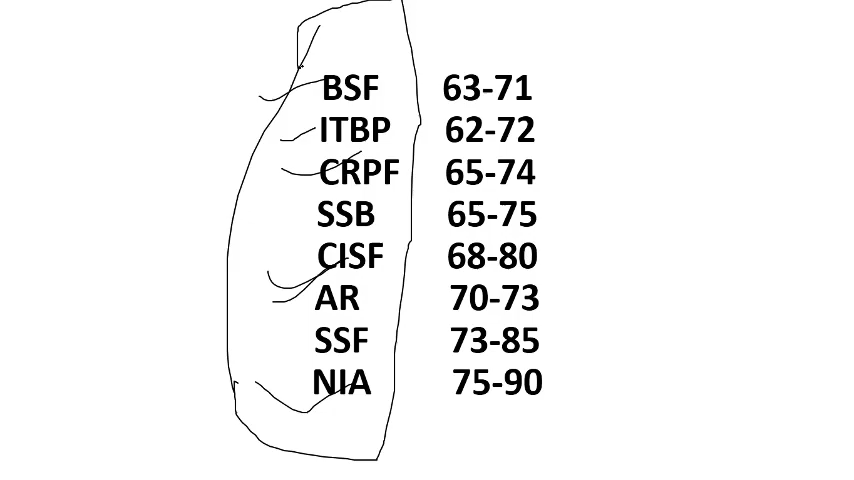 BSF 63-71
ITBP 62-72
CRPF 65-74
SSB 65-75
CISF 68-80
AR 70-73
SSF 73-85
NIA 75-90